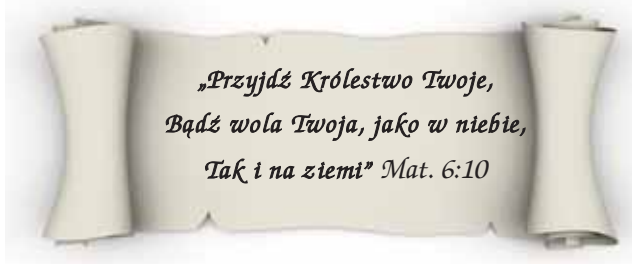 „Przyjdź Królestwo Twoje,
Bądź wola Twoja, jako w niebie,
Tak i na ziemi” Mat. 6:10